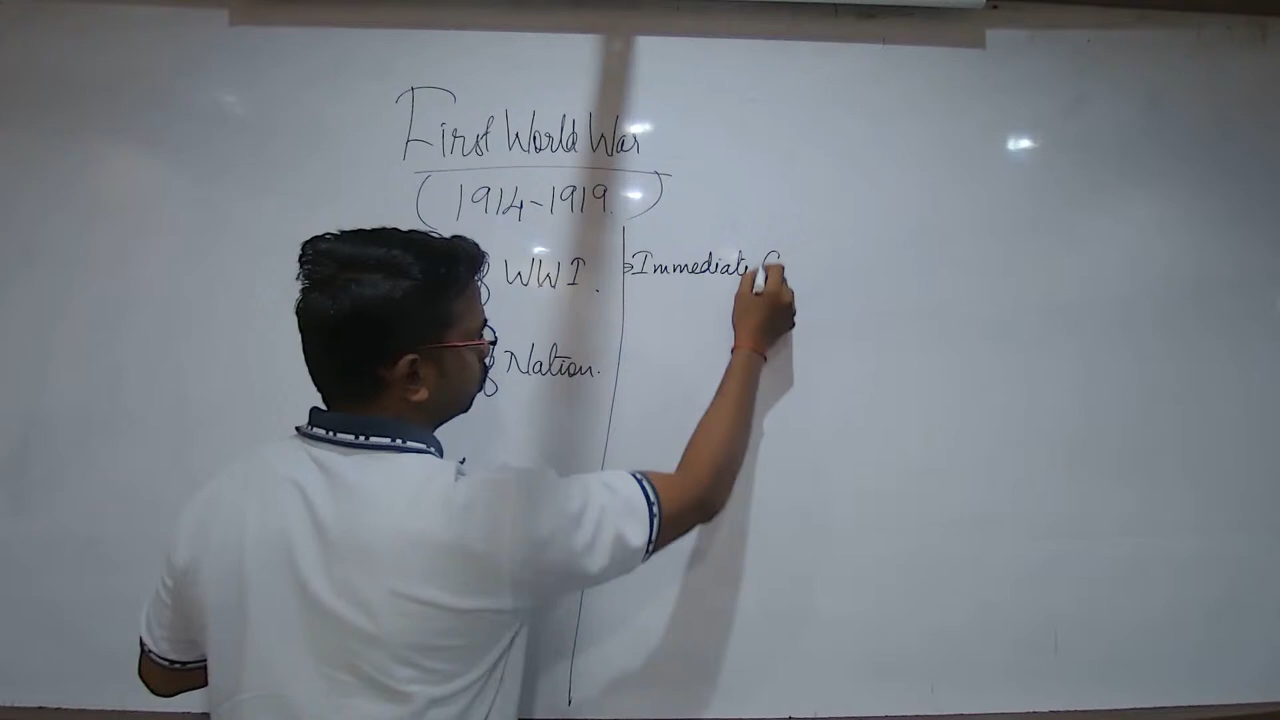 First World War
(1914-1919.)
WWI.
Nation.
Immediate C